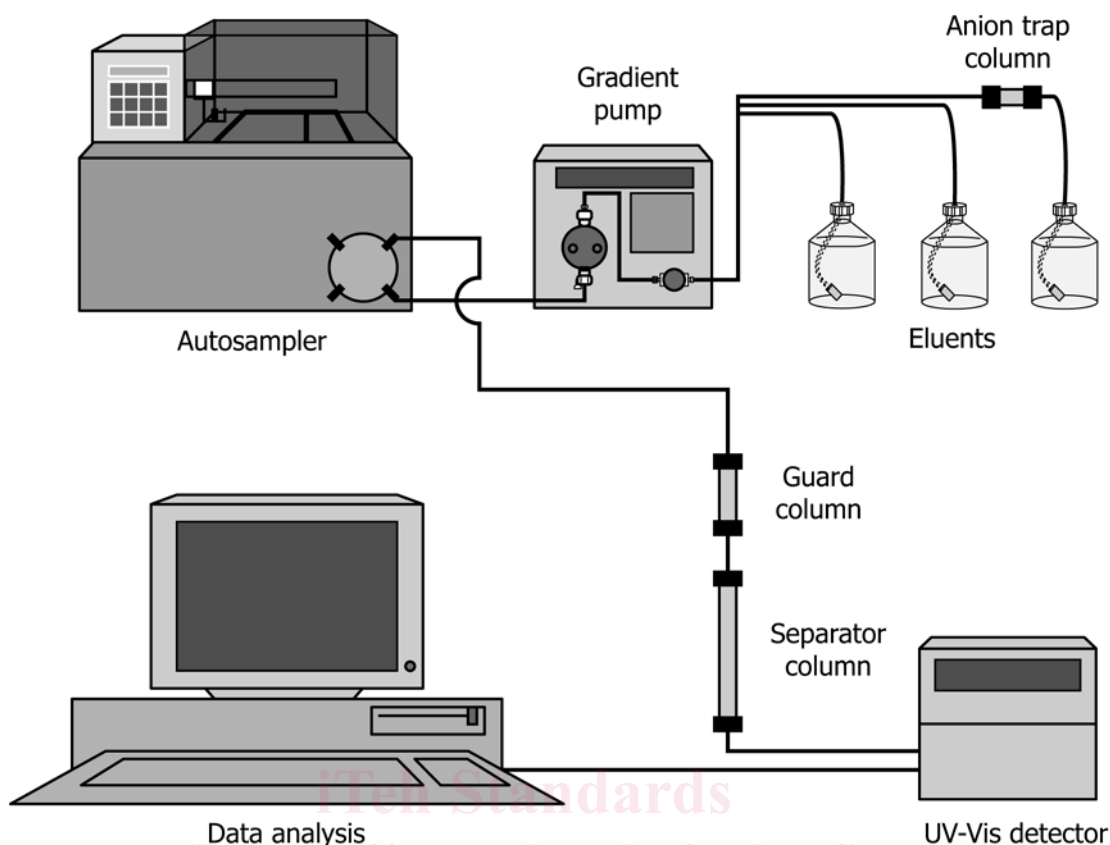 Anion trap
column
Gradient
pump
Autosampler
Eluents
Guard
column
Separator
column
iTeh Standards
Data analysis
UV-Vis detector